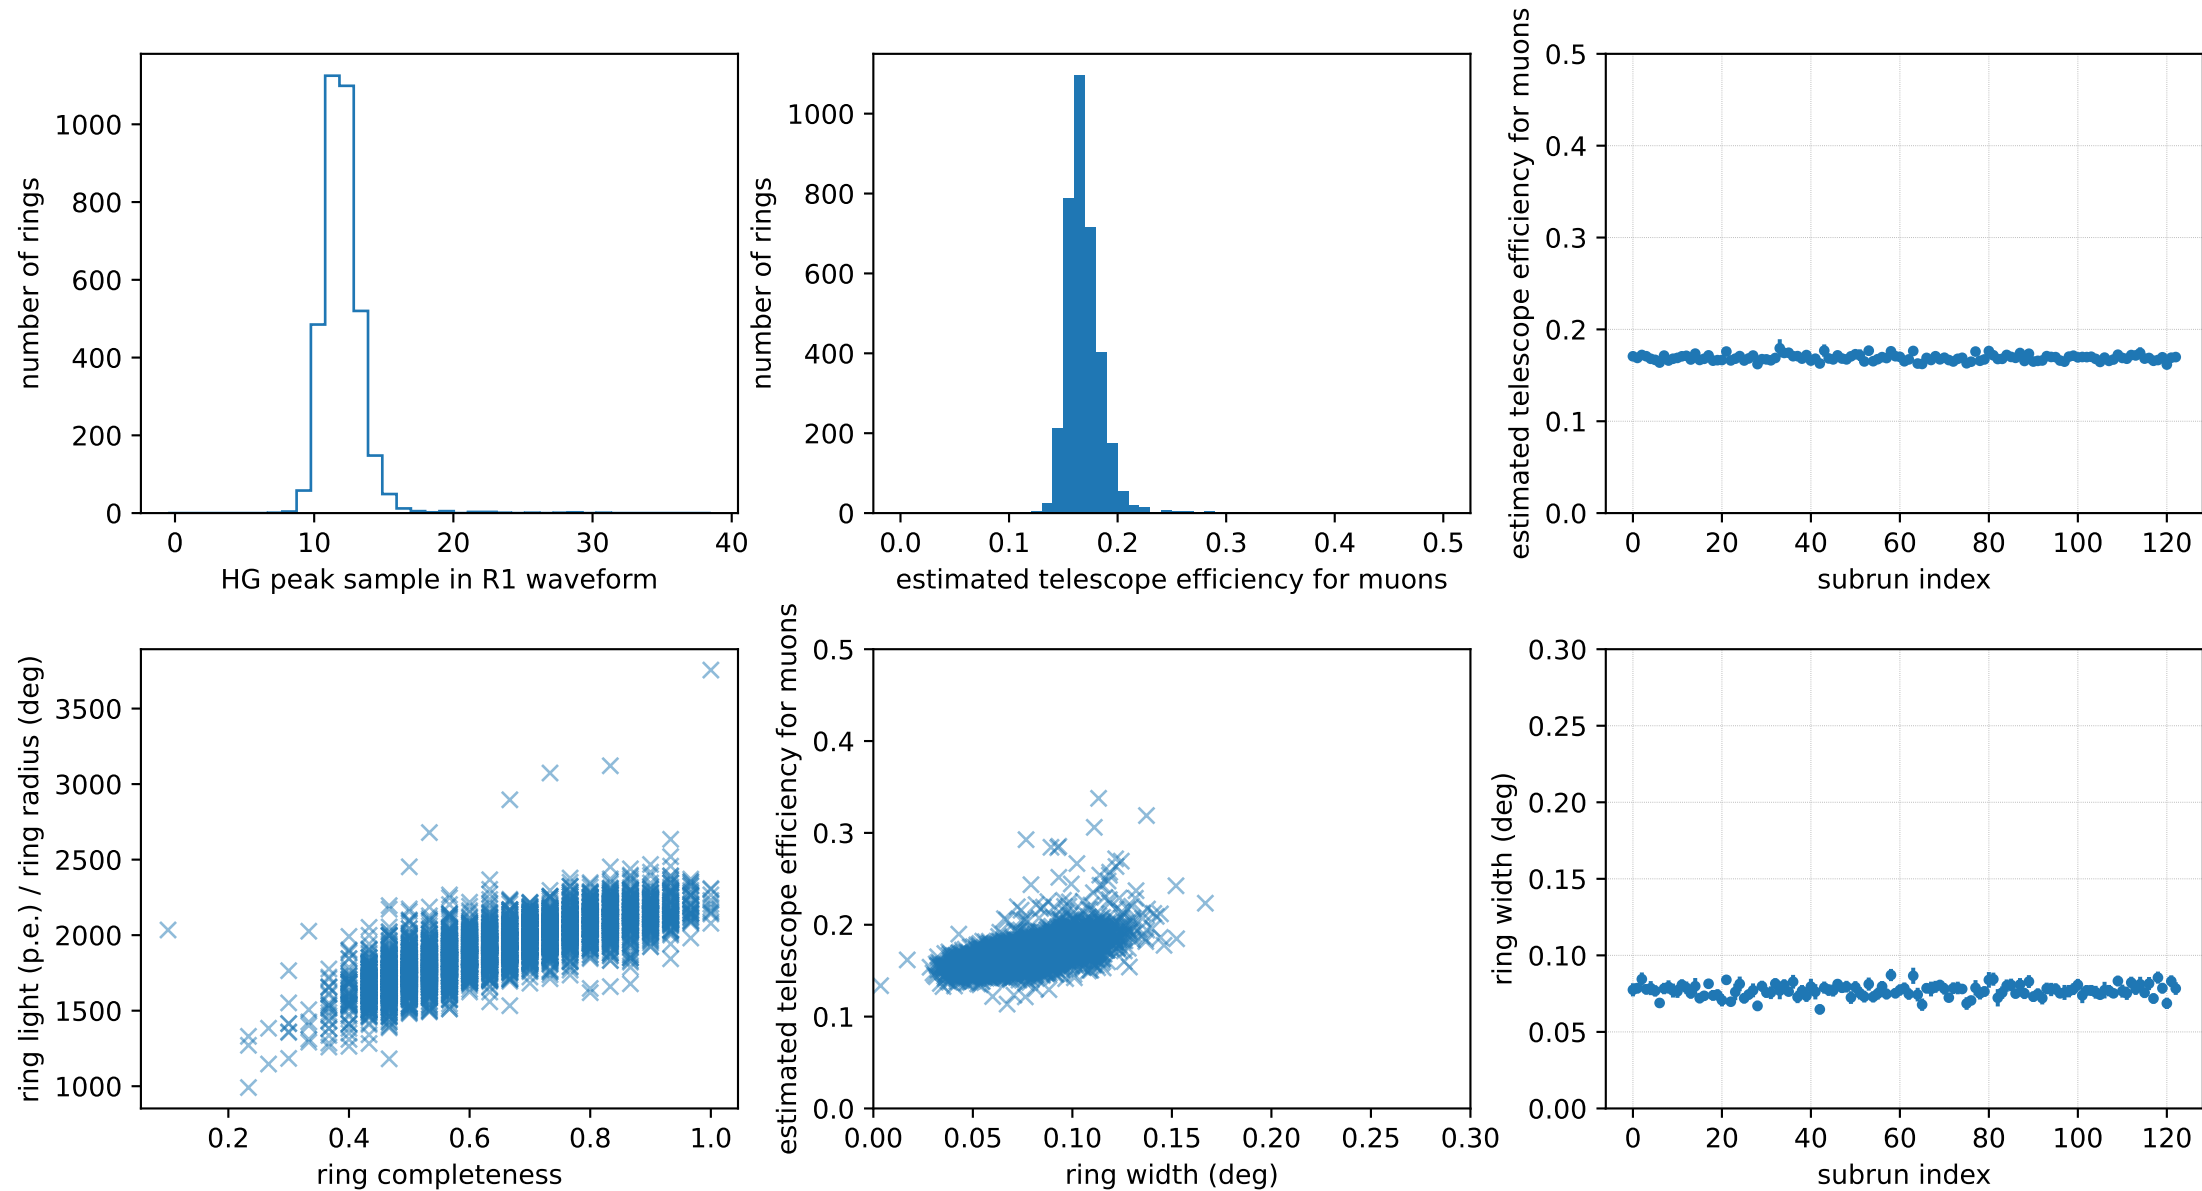 number of rings
1000
800
600
400
200
0
0 10 20 30 40
HG peak sample in R1 waveform
number of rings
1000
800
600
400
200
0
0.0 0.1 0.2 0.3 0.4 0.5
estimated telescope efficiency for muons
estimated telescope efficiency for muons
0.5
0.4
0.3
0.2
0.1
0.0
0 20 40 60 80 100 120
subrun index
ring light (p.e.) / ring radius (deg)
3500
3000
2500
2000
1500
1000
0.2 0.4 0.6 0.8 1.0
ring completeness
estimated telescope efficiency for muons
0.5
0.4
0.3
0.2
0.1
0.0
0.00 0.05 0.10 0.15 0.20 0.25 0.30
ring width (deg)
ring width (deg)
0.30
0.25
0.20
0.15
0.10
0.05
0.00
0 20 40 60 80 100 120
subrun index